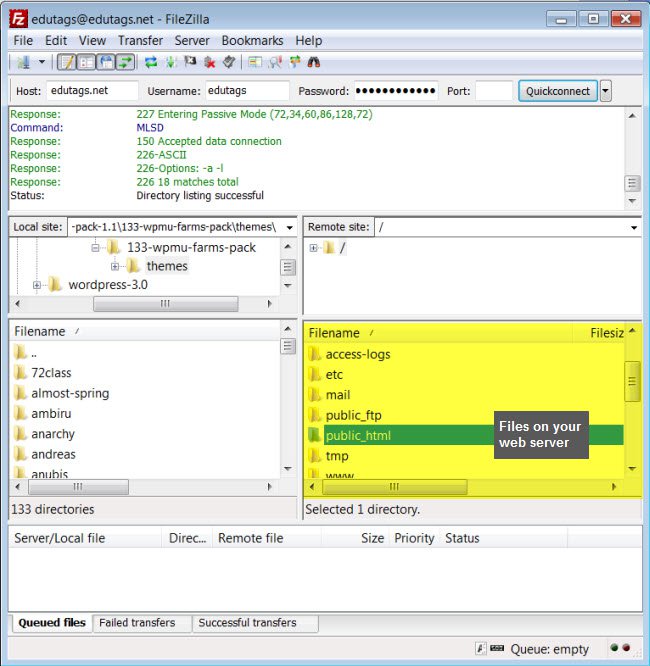 edutags@edutags.net - FileZilla
File Edit View Transfer Server Bookmarks Help
Host: edutags.net Username: edutags Password: ●●●●●●●●●●●● Port: Quickconnect
Response: 227 Entering Passive Mode (72,34,60,86,128,72)
Command: MLSD
Response: 150 Accepted data connection
Response: 226-ASCII
Response: 226-Options: -a -l
Response: 226 18 matches total
Status: Directory listing successful
Local site: -pack-1.1\133-wpmu-farms-pack\themes\
133-wpmu-farms-pack
themes
wordpress-3.0
Remote site: /
/
Filename /
..
72class
almost-spring
ambiru
anarchy
andreas
anubis
133 directories
Filename / Filesiz
access-logs
etc
mail
public_ftp
public_html
tmp
www
Files on your
web server
Selected 1 directory.
Server/Local file Direc... Remote file Size Priority Status
Queued files Failed transfers Successful transfers
Queue: empty